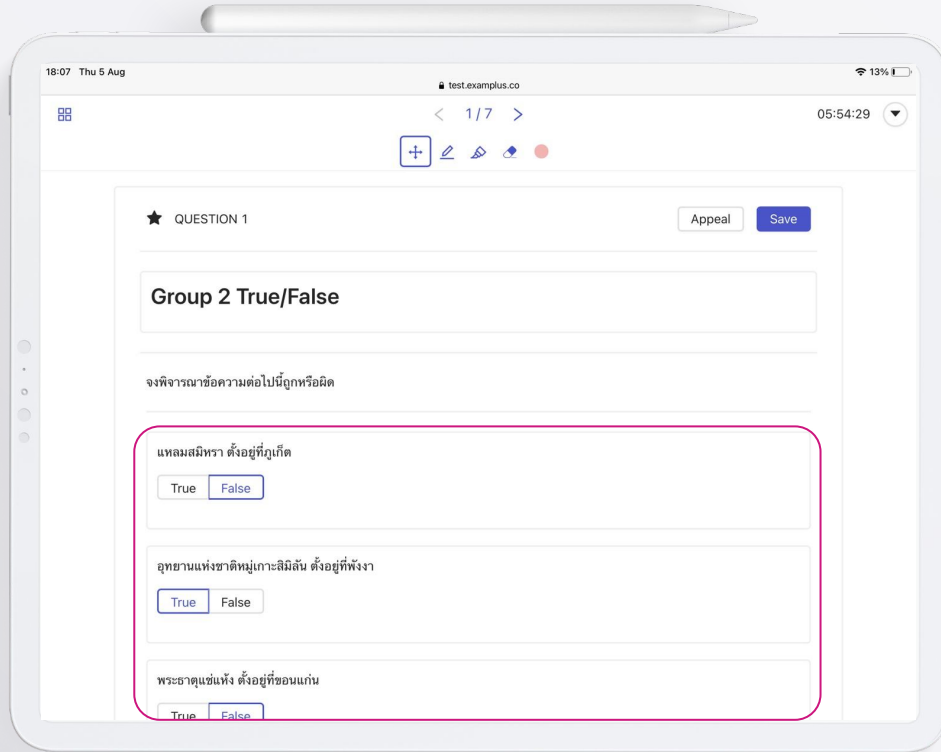 18:07 Thu 5 Aug
13%
test.examplus.co
1/7
05:54:29
QUESTION 1
Appeal
Save
Group 2 True/False
จงพิจารณาข้อความต่อไปนี้ถูกหรือผิด
แหลมสมิหรา ตั้งอยู่ที่ภูเก็ต
True False
อุทยานแห่งชาติหมู่เกาะสิมิลัน ตั้งอยู่ที่พังงา
True False
พระธาตุแช่แห้ง ตั้งอยู่ที่ขอนแก่น
True False